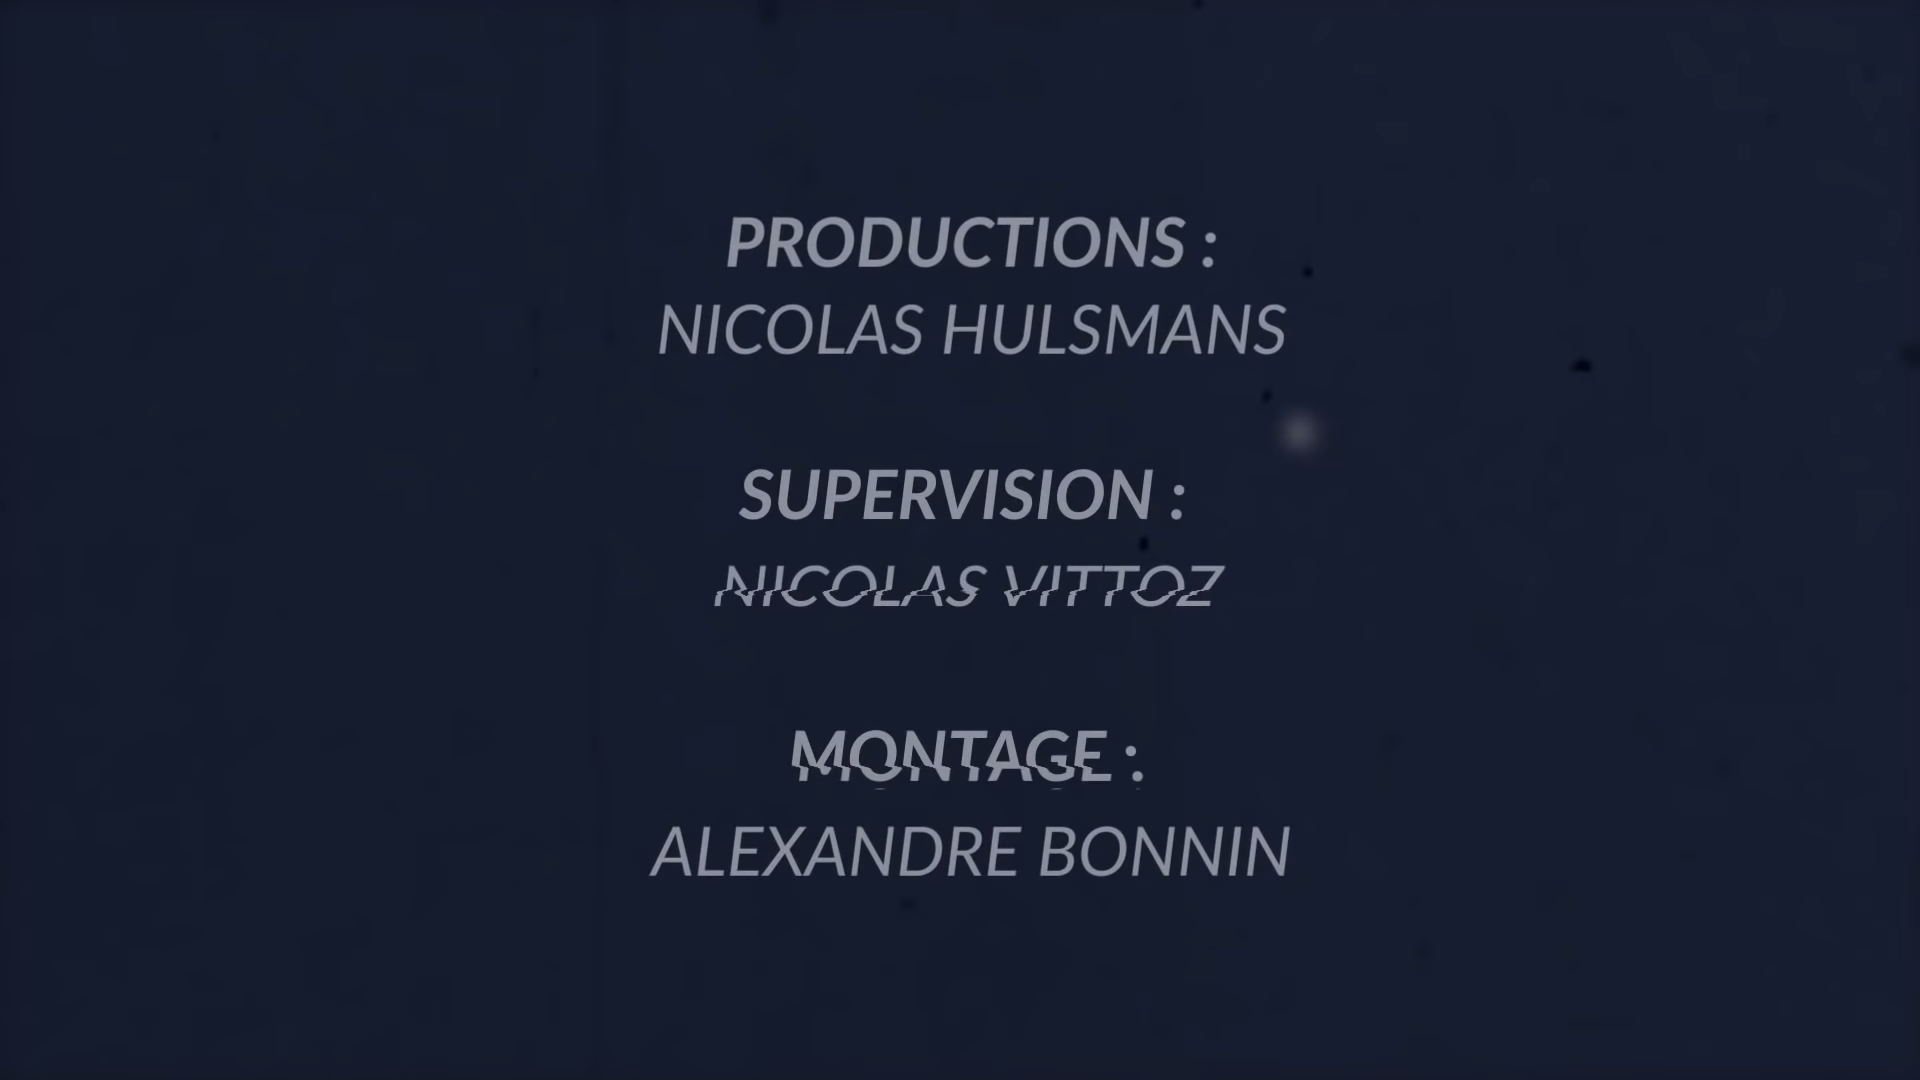 PRODUCTIONS :
NICOLAS HULSMANS
SUPERVISION :
NICOLAS VITTOZ
MONTAGE :
ALEXANDRE BONNIN